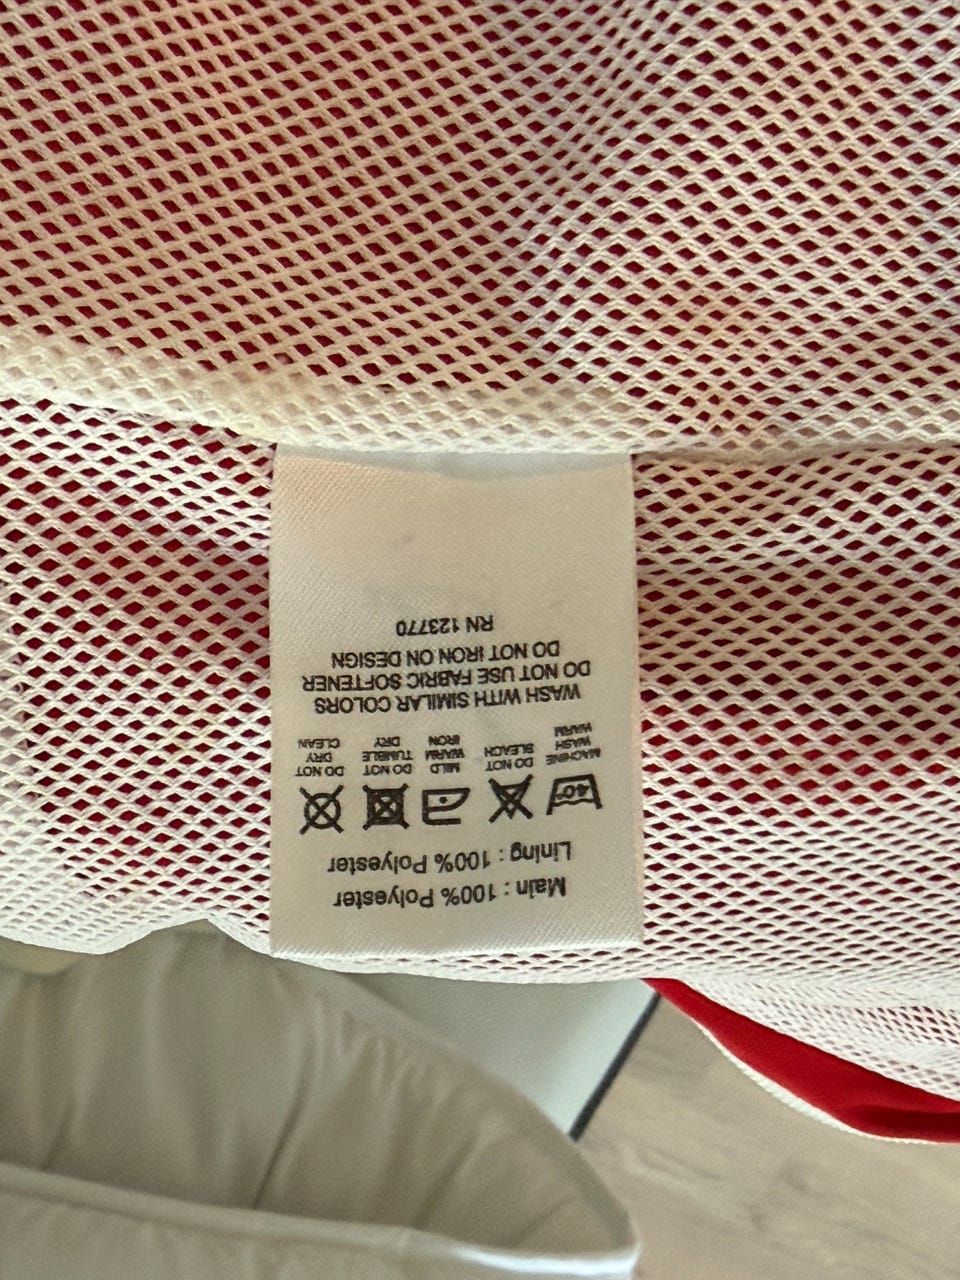 Main : 100% Polyester
Lining : 100% Polyester
40°
MACHINE WASH WARM
DO NOT BLEACH
MILD WARM IRON
DO NOT TUMBLE DRY
DO NOT DRY CLEAN
WASH WITH SIMILAR COLORS
DO NOT USE FABRIC SOFTENER
DO NOT IRON ON DESIGN
RN 123770